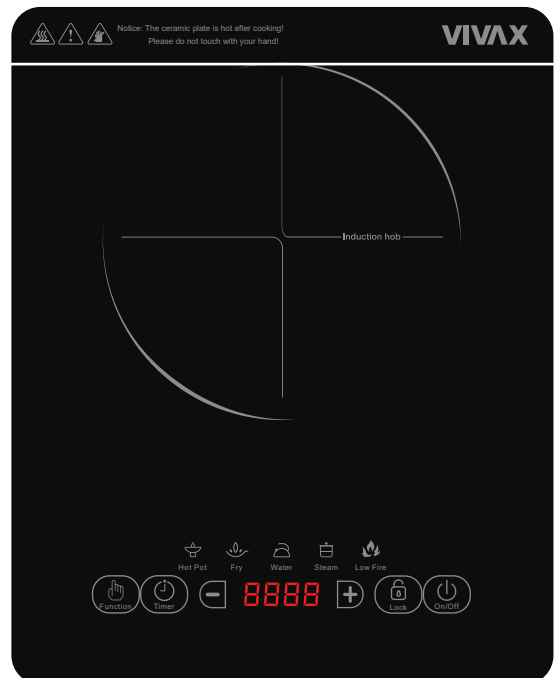 Notice: The ceramic plate is hot after cooking!
Please do not touch with your hand!
VIVAX
Induction hob
Hot Pot Fry Water Steam Low Fire
8888
Function Timer Lock On/Off